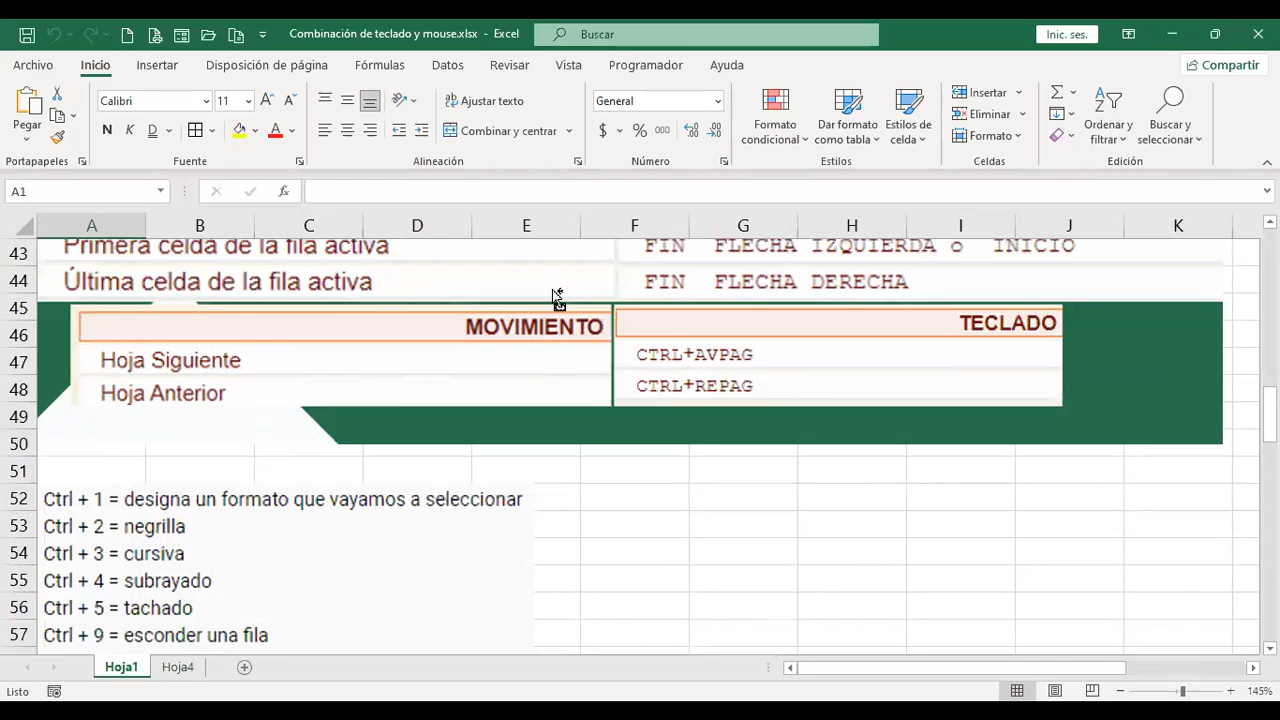 Combinación de teclado y mouse.xlsx - Excel
Buscar
Inic. ses.
Archivo Inicio Insertar Disposición de página Fórmulas Datos Revisar Vista Programador Ayuda Compartir
Pegar
Calibri 11
N K D
Ajustar texto
Combinar y centrar
General
$ % 000
Formato condicional
Dar formato como tabla
Estilos de celda
Insertar
Eliminar
Formato
Ordenar y filtrar
Buscar y seleccionar
Portapapeles Fuente Alineación Número Estilos Celdas Edición
A1 fx
A B C D E F G H I J K
43 Primera celda de la fila activa FIN FLECHA IZQUIERDA o INICIO
44 Última celda de la fila activa FIN FLECHA DERECHA
45
46 MOVIMIENTO TECLADO
47 Hoja Siguiente CTRL+AVPAG
48 Hoja Anterior CTRL+REPAG
49
50
51
52 Ctrl + 1 = designa un formato que vayamos a seleccionar
53 Ctrl + 2 = negrilla
54 Ctrl + 3 = cursiva
55 Ctrl + 4 = subrayado
56 Ctrl + 5 = tachado
57 Ctrl + 9 = esconder una fila
Hoja1 Hoja4
Listo 145%